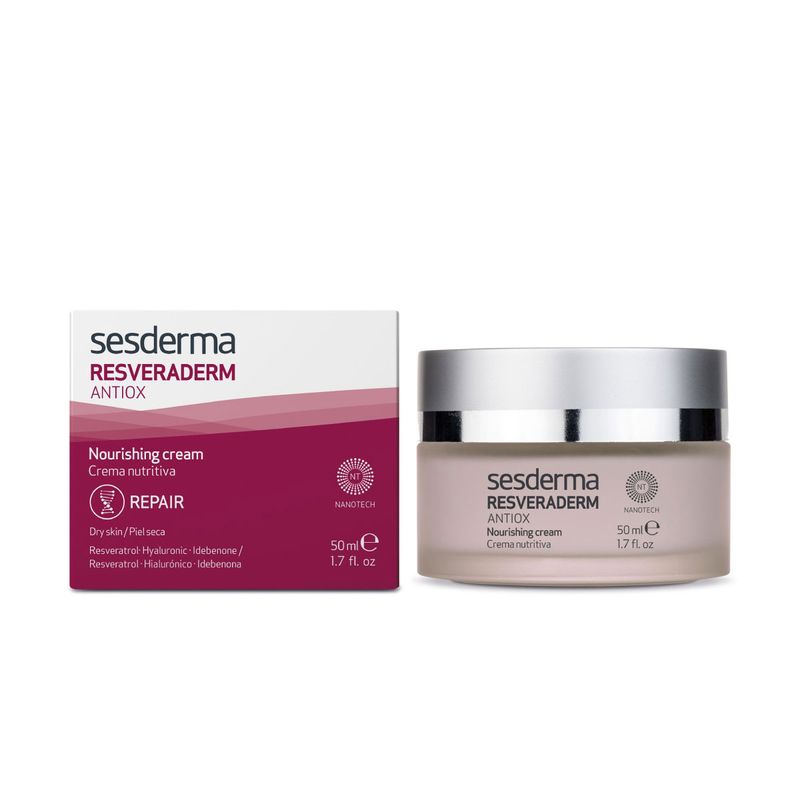 sesderma
RESVERADERM
ANTIOX
Nourishing cream
Crema nutritiva
REPAIR
NT
NANOTECH
Dry skin / Piel seca
Resveratrol · Hyaluronic · Idebenone /
Resveratrol · Hialurónico · Idebenona
50 ml e
1.7 fl. oz
sesderma
RESVERADERM
ANTIOX
Nourishing cream
Crema nutritiva
NT
NANOTECH
50 ml e
1.7 fl. oz